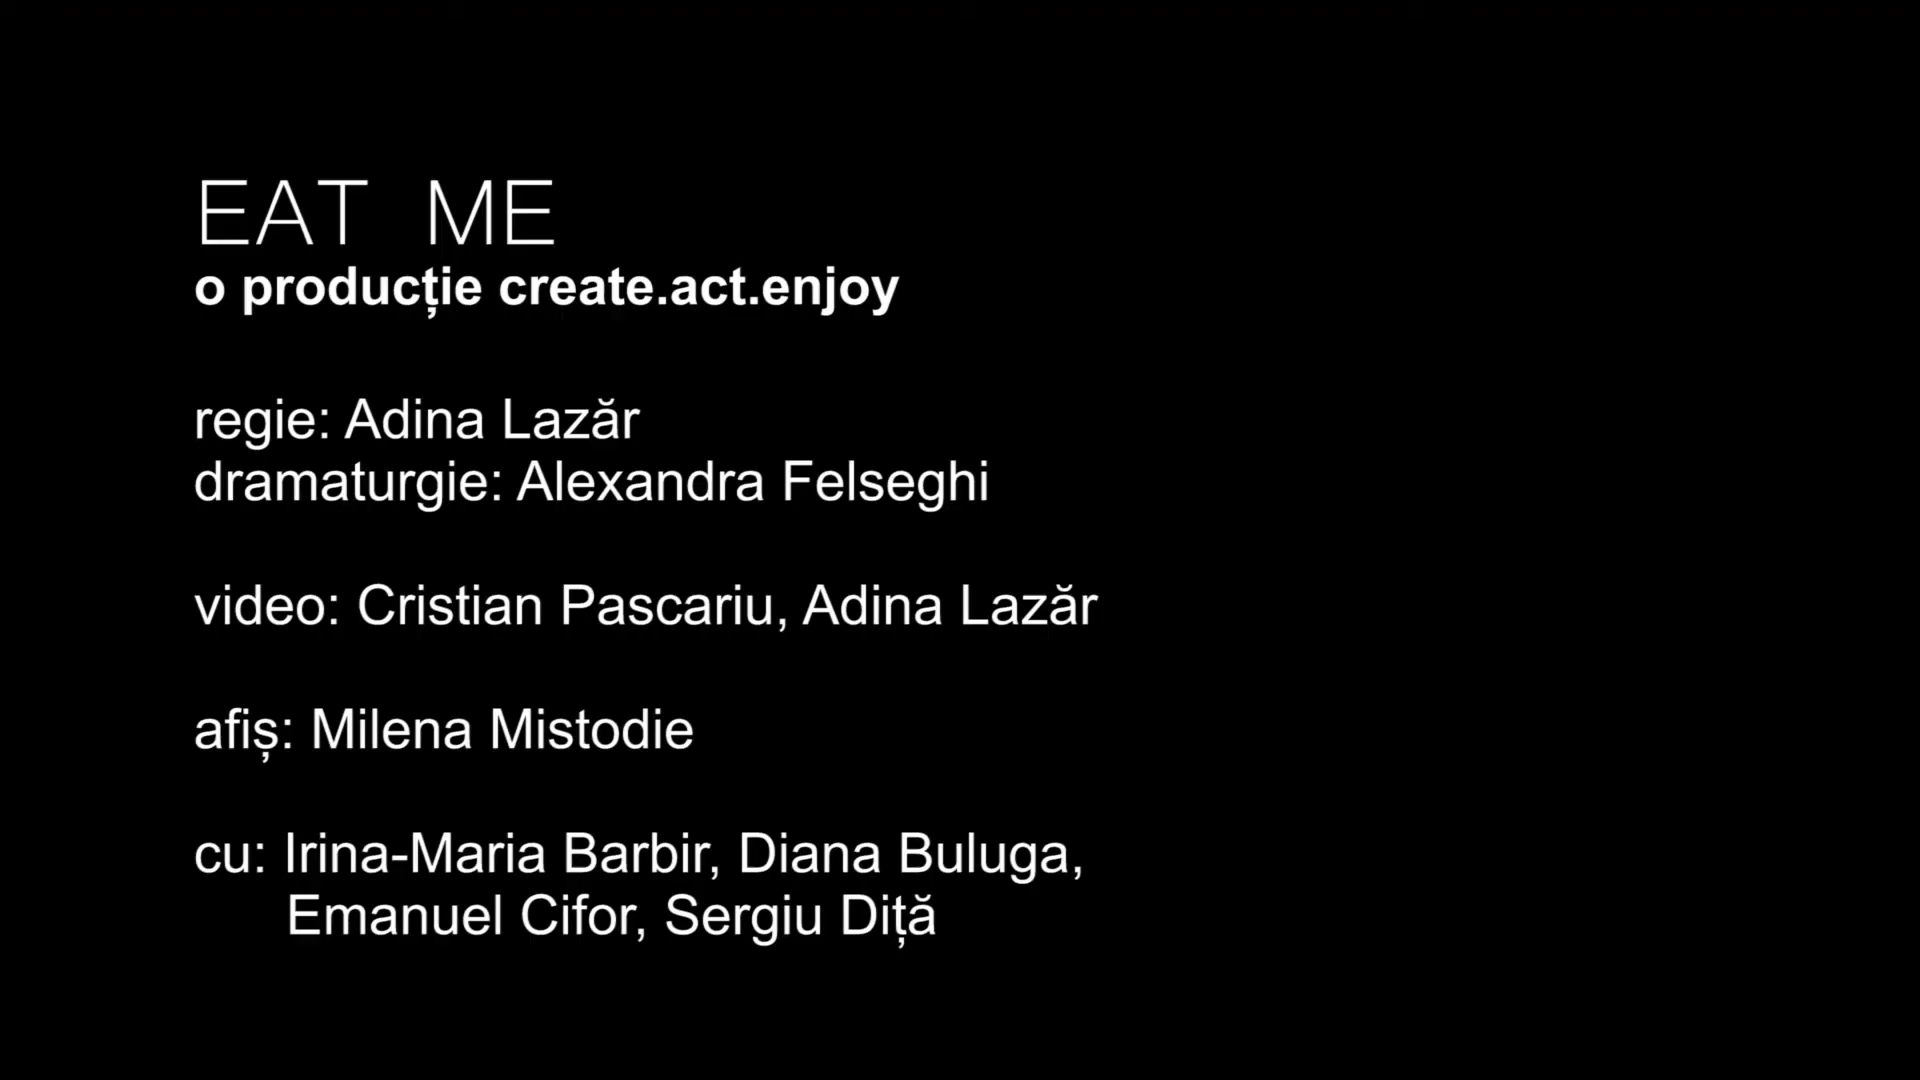 EAT ME
o producție create.act.enjoy
regie: Adina Lazăr
dramaturgie: Alexandra Felseghi
video: Cristian Pascariu, Adina Lazăr
afiș: Milena Mistodie
cu: Irina-Maria Barbir, Diana Buluga,
Emanuel Cifor, Sergiu Diță